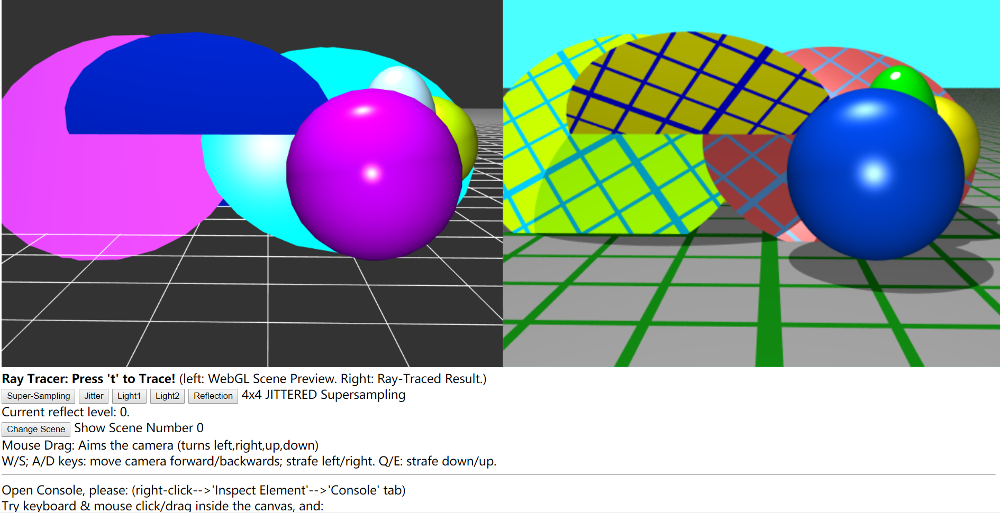 Ray Tracer: Press 't' to Trace! (left: WebGL Scene Preview. Right: Ray-Traced Result.)
Super-Sampling Jitter Light1 Light2 Reflection 4x4 JITTERED Supersampling
Current reflect level: 0.
Change Scene Show Scene Number 0
Mouse Drag: Aims the camera (turns left,right,up,down)
W/S; A/D keys: move camera forward/backwards; strafe left/right. Q/E: strafe down/up.
Open Console, please: (right-click-->'Inspect Element'-->'Console' tab)
Try keyboard & mouse click/drag inside the canvas, and: